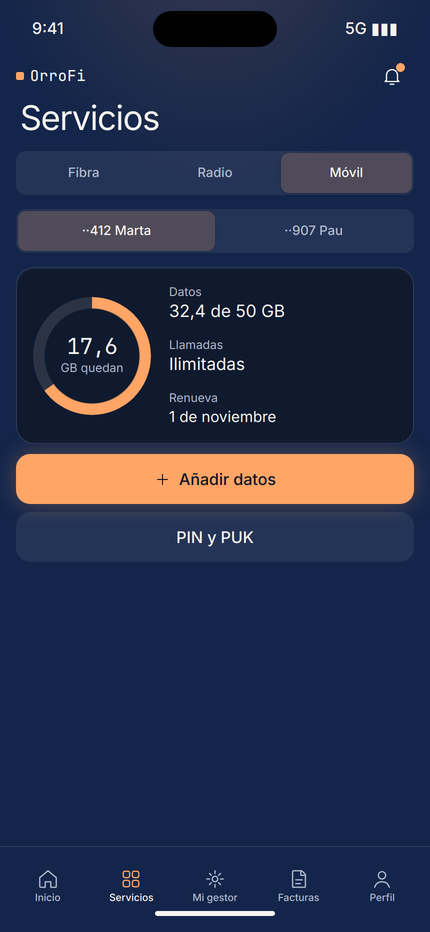 9:41
5G
OrroFi
Servicios
Fibra
Radio
Móvil
··412 Marta
··907 Pau
17,6
GB quedan
Datos
32,4 de 50 GB
Llamadas
Ilimitadas
Renueva
1 de noviembre
+ Añadir datos
PIN y PUK
Inicio
Servicios
Mi gestor
Facturas
Perfil